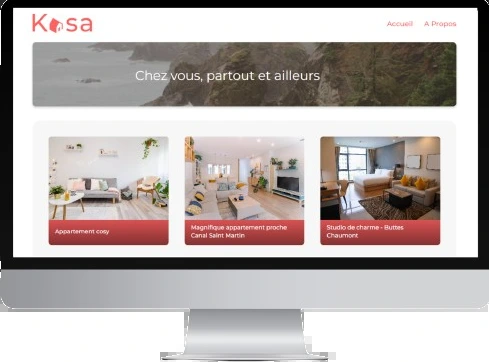 Kasa
Accueil A Propos
Chez vous, partout et ailleurs
Appartement cosy
Magnifique appartement proche
Canal Saint Martin
Studio de charme - Buttes
Chaumont